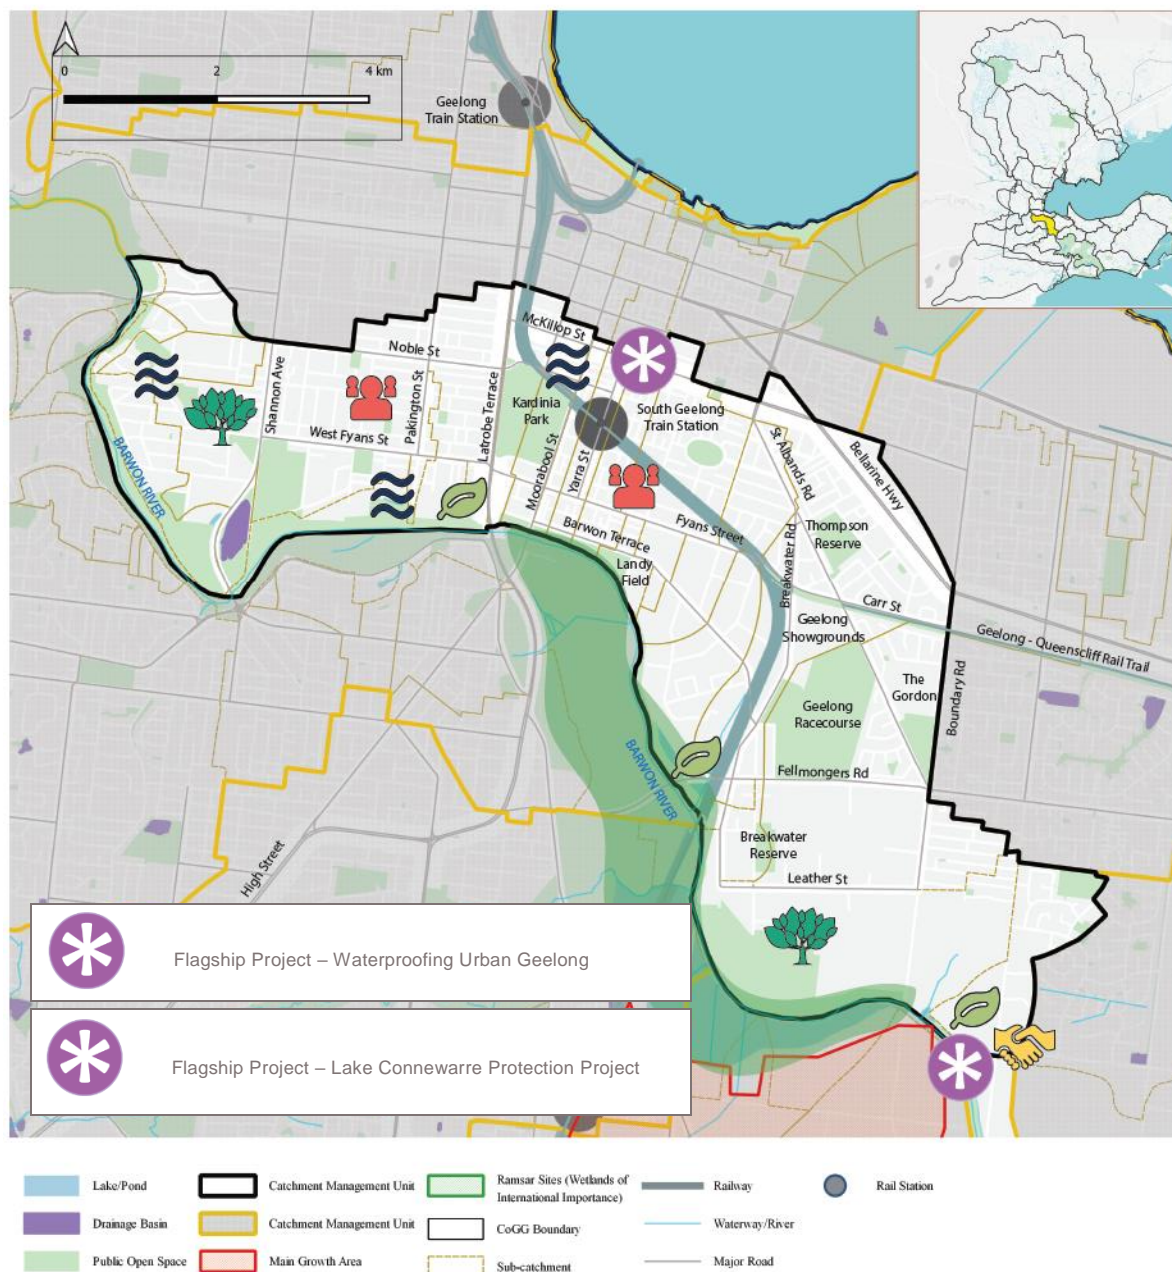 0 2 4 km
Geelong
Train Station
McKillop St
Noble St
Shannon Ave
Pakington St
Latrobe Terrace
Kardinia
Park
South Geelong
Train Station
West Fyans St
Moorabool St
Yarra St
St Albands Rd
Bellarine Hwy
BARWON RIVER
Barwon Terrace
Fyans Street
Thompson
Reserve
Landy
Field
Breakwater Rd
Carr St
Geelong
Showgrounds
Geelong - Queenscliff Rail Trail
The
Gordon
Boundary Rd
Geelong
Racecourse
BARWON RIVER
Fellmongers Rd
Breakwater
Reserve
High Street
Leather St
Flagship Project – Waterproofing Urban Geelong
Flagship Project – Lake Connewarre Protection Project
Lake/Pond
Drainage Basin
Public Open Space
Catchment Management Unit
Catchment Management Unit
Main Growth Area
Ramsar Sites (Wetlands of
International Importance)
CoGG Boundary
Sub-catchment
Railway
Waterway/River
Major Road
Rail Station